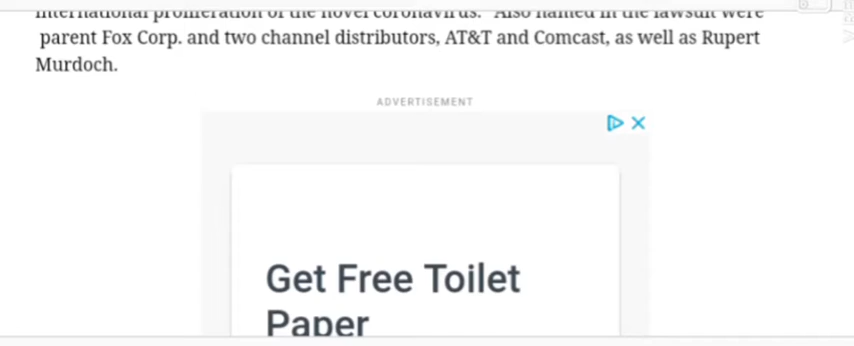 international proliferation of the novel coronavirus." Also named in the lawsuit were
parent Fox Corp. and two channel distributors, AT&T and Comcast, as well as Rupert
Murdoch.
ADVERTISEMENT
Get Free Toilet
Paper